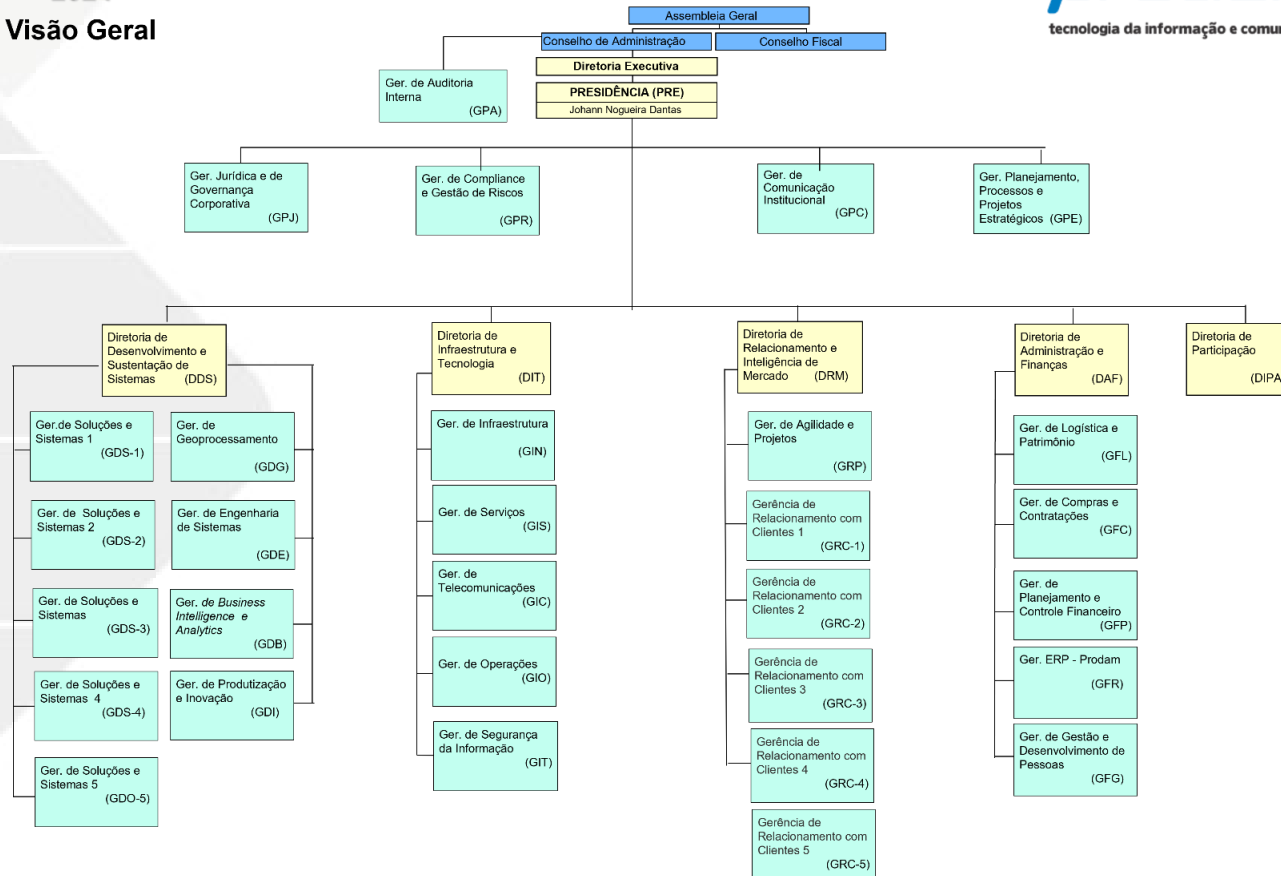 Visão Geral
tecnologia da informação e comu
Assembleia Geral
Conselho de Administração
Conselho Fiscal
Diretoria Executiva
PRESIDÊNCIA (PRE)
Johann Nogueira Dantas
Ger. de Auditoria
Interna
(GPA)
Ger. Jurídica e de
Governança
Corporativa
(GPJ)
Ger. de Compliance
e Gestão de Riscos
(GPR)
Ger. de
Comunicação
Institucional
(GPC)
Ger. Planejamento,
Processos e
Projetos
Estratégicos (GPE)
Diretoria de
Desenvolvimento e
Sustentação de
Sistemas (DDS)
Ger.de Soluções e
Sistemas 1
(GDS-1)
Ger. de Soluções e
Sistemas 2
(GDS-2)
Ger. de Soluções e
Sistemas
(GDS-3)
Ger. de Soluções e
Sistemas 4
(GDS-4)
Ger. de Soluções e
Sistemas 5
(GDO-5)
Ger. de
Geoprocessamento
(GDG)
Ger. de Engenharia
de Sistemas
(GDE)
Ger. de Business
Intelligence e
Analytics
(GDB)
Ger. de Produtização
e Inovação
(GDI)
Diretoria de
Infraestrutura e
Tecnologia
(DIT)
Ger. de Infraestrutura
(GIN)
Ger. de Serviços
(GIS)
Ger. de
Telecomunicações
(GIC)
Ger. de Operações
(GIO)
Ger. de Segurança
da Informação
(GIT)
Diretoria de
Relacionamento e
Inteligência de
Mercado (DRM)
Ger. de Agilidade e
Projetos
(GRP)
Gerência de
Relacionamento com
Clientes 1
(GRC-1)
Gerência de
Relacionamento com
Clientes 2
(GRC-2)
Gerência de
Relacionamento com
Clientes 3
(GRC-3)
Gerência de
Relacionamento com
Clientes 4
(GRC-4)
Gerência de
Relacionamento com
Clientes 5
(GRC-5)
Diretoria de
Administração e
Finanças
(DAF)
Ger. de Logística e
Patrimônio
(GFL)
Ger. de Compras e
Contratações
(GFC)
Ger. de
Planejamento e
Controle Financeiro
(GFP)
Ger. ERP - Prodam
(GFR)
Ger. de Gestão e
Desenvolvimento de
Pessoas
(GFG)
Diretoria de
Participação
(DIPA